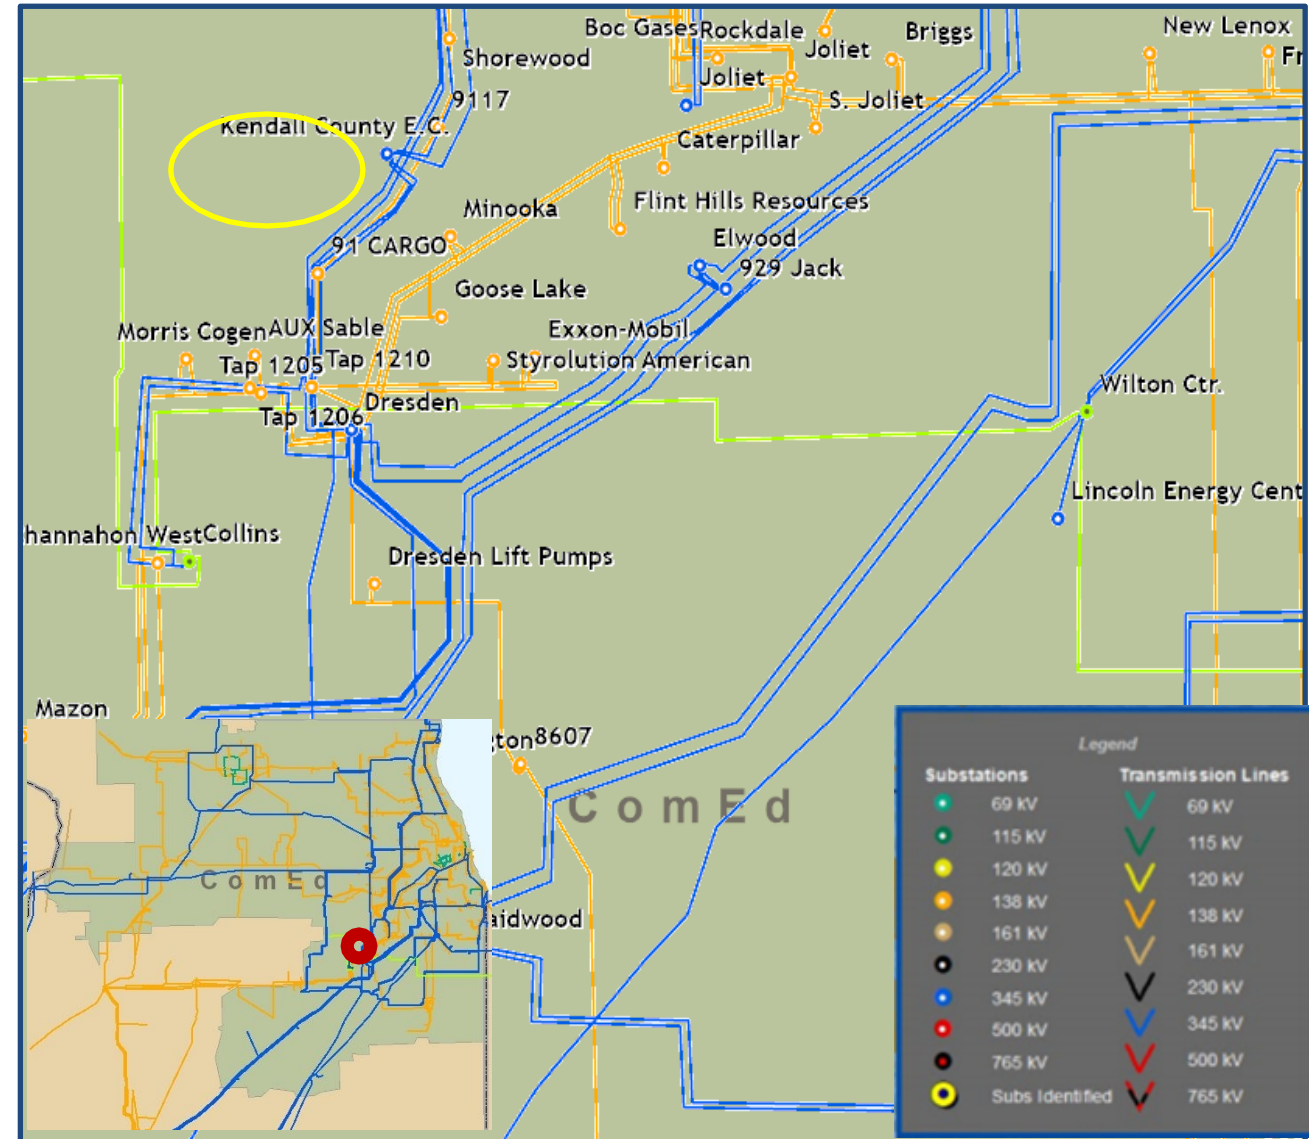 Boc Gases
Rockdale
Joliet
Briggs
New Lenox
Fr
Shorewood
Joliet
9117
S. Joliet
Kendall County E.C.
Caterpillar
Minooka
Flint Hills Resources
91 CARGO
Elwood
929 Jack
Goose Lake
Morris Cogen
AUX Sable
Exxon-Mobil
Tap 1205
Tap 1210
Styrolution American
Wilton Ctr.
Tap 1206
Dresden
Lincoln Energy Cent
hannahon West
Collins
Dresden Lift Pumps
Mazon
gton
8607
ComEd
ComEd
aidwood
Legend
Substations
Transmission Lines
69 kV
69 kV
115 kV
115 kV
120 kV
120 kV
138 kV
138 kV
161 kV
161 kV
230 kV
230 kV
345 kV
345 kV
500 kV
500 kV
765 kV
765 kV
Subs Identified